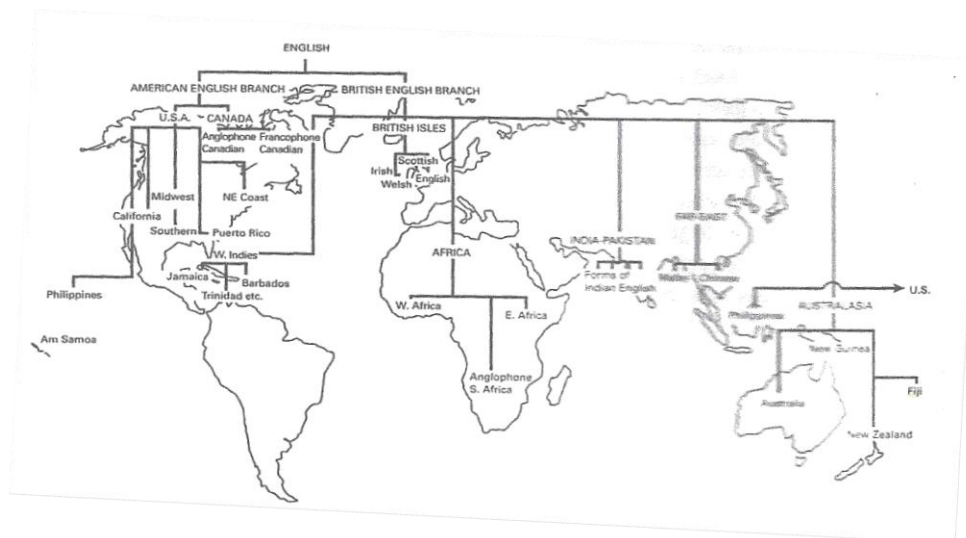 ENGLISH
AMERICAN ENGLISH BRANCH
BRITISH ENGLISH BRANCH
U.S.A.
CANADA
BRITISH ISLES
Anglophone
Canadian
Francophone
Canadian
Scottish
Irish
English
Welsh
Midwest
NE Coast
California
Southern
Puerto Rico
FAR EAST
INDIA-PAKISTAN
W. Indies
AFRICA
Jamaica
Barbados
Trinidad etc.
Forms of
Indian English
Malay
Chinese
Philippines
U.S.
W. Africa
E. Africa
Philippines
AUSTRALASIA
Am Samoa
New Guinea
Anglophone
S. Africa
Australia
Fiji
New Zealand